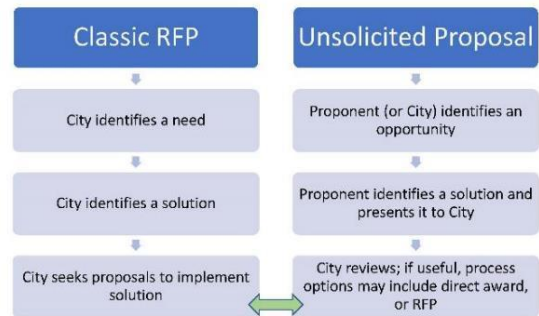 Classic RFP
City identifies a need
City identifies a solution
City seeks proposals to implement
solution
Unsolicited Proposal
Proponent (or City) identifies an
opportunity
Proponent identifies a solution and
presents it to City
City reviews; if useful, process
options may include direct award,
or RFP